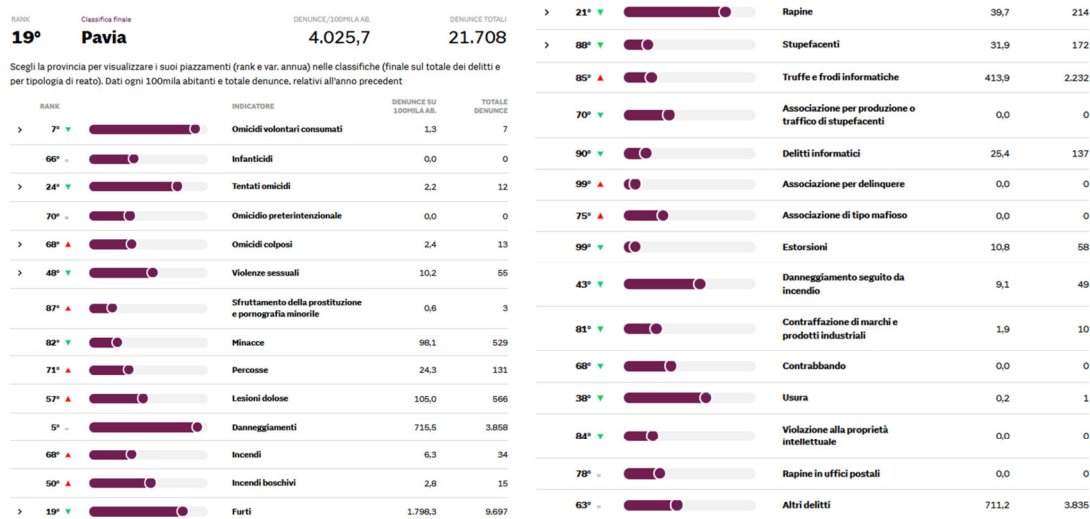 RANK Classifica finale DENUNCE/100MILA AB. DENUNCE TOTALI
19° Pavia 4.025,7 21.708
Scegli la provincia per visualizzare i suoi piazzamenti (rank e var. annua) nelle classifiche (finale sul totale dei delitti e
per tipologia di reato). Dati ogni 100mila abitanti e totale denunce, relativi all'anno precedent
RANK INDICATORE DENUNCE SU 100MILA AB. TOTALE DENUNCE
7° Omicidi volontari consumati 1,3 7
66° Infanticidi 0,0 0
24° Tentati omicidi 2,2 12
70° Omicidio preterintenzionale 0,0 0
68° Omicidi colposi 2,4 13
48° Violenze sessuali 10,2 55
87° Sfruttamento della prostituzione
e pornografia minorile 0,6 3
82° Minacce 98,1 529
71° Percosse 24,3 131
57° Lesioni dolose 105,0 566
5° Danneggiamenti 715,5 3.858
68° Incendi 6,3 34
50° Incendi boschivi 2,8 15
19° Furti 1.798,3 9.697
21° Rapine 39,7 214
88° Stupefacenti 31,9 172
85° Truffe e frodi informatiche 413,9 2.232
70° Associazione per produzione o
traffico di stupefacenti 0,0 0
90° Delitti informatici 25,4 137
99° Associazione per delinquere 0,0 0
75° Associazione di tipo mafioso 0,0 0
99° Estorsioni 10,8 58
43° Danneggiamento seguito da
incendio 9,1 49
81° Contraffazione di marchi e
prodotti industriali 1,9 10
68° Contrabbando 0,0 0
38° Usura 0,2 1
84° Violazione alla proprietà
intellettuale 0,0 0
78° Rapine in uffici postali 0,0 0
63° Altri delitti 711,2 3.835